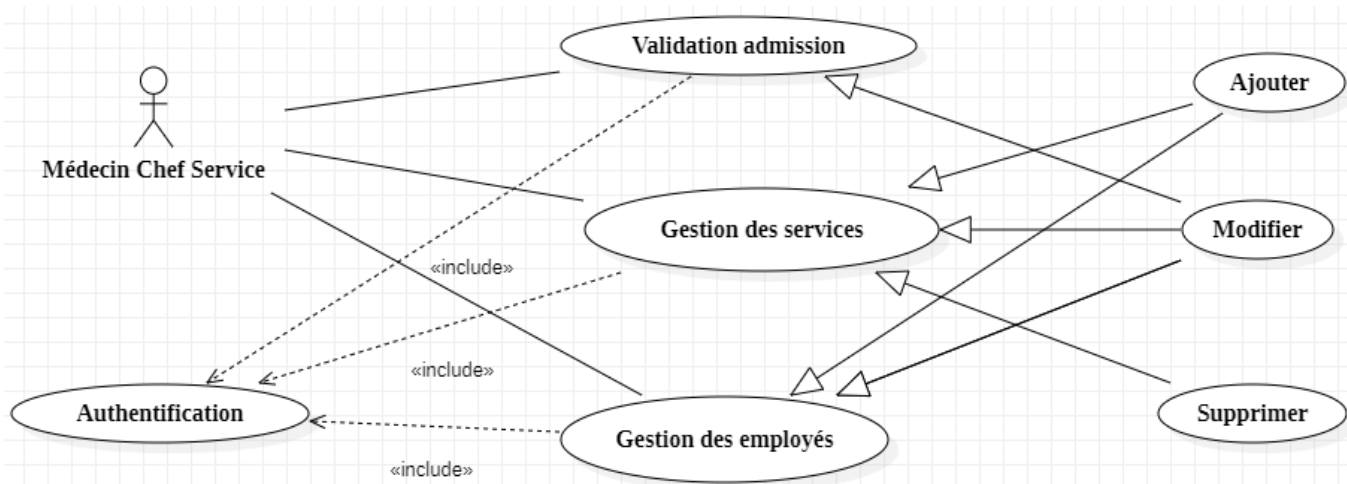 Validation admission
Ajouter
Médecin Chef Service
Gestion des services
Modifier
«include»
«include»
Authentification
Supprimer
Gestion des employés
«include»